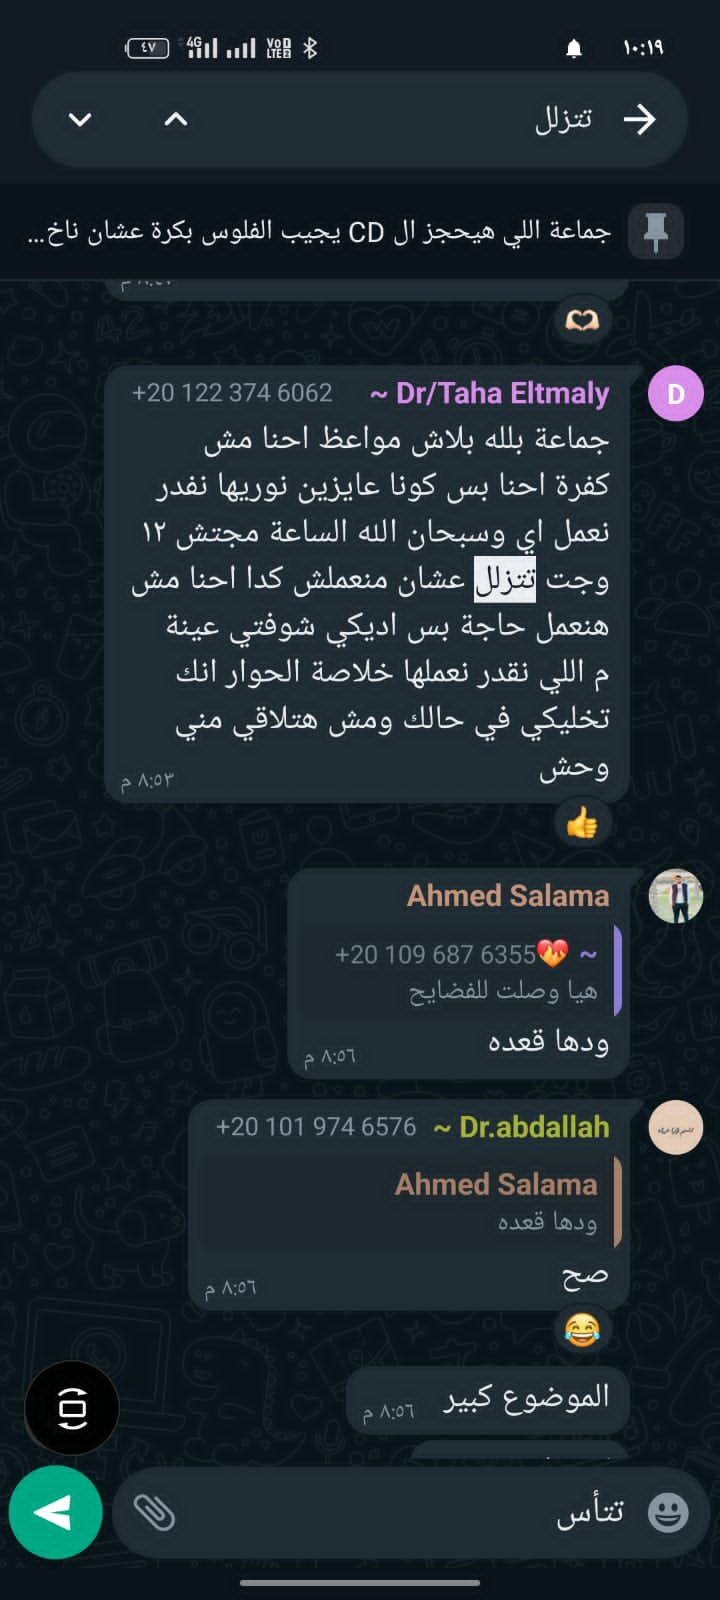 ١٠:١٩
٤٧
4G
VoD LTE2
تتزلل
جماعة اللي هيحجز ال CD يجيب الفلوس بكرة عشان ناخ...
~ Dr/Taha Eltmaly +20 122 374 6062
D
جماعة بلله بلاش مواعظ احنا مش
كفرة احنا بس كونا عايزين نوريها نفدر
نعمل اي وسبحان الله الساعة مجتش ١٢
وجت تتزلل عشان منعملش كدا احنا مش
هنعمل حاجة بس اديكي شوفتي عينة
م اللي نقدر نعملها خلاصة الحوار انك
تخليكي في حالك ومش هتلاقي مني
وحش
٨:٥٣ م
Ahmed Salama
~ ❤️‍🔥 +20 109 687 6355
هيا وصلت للفضايح
ودها قعده
٨:٥٦ م
~ Dr.abdallah +20 101 974 6576
Ahmed Salama
ودها قعده
صح
٨:٥٦ م
الموضوع كبير
٨:٥٦ م
تتأس